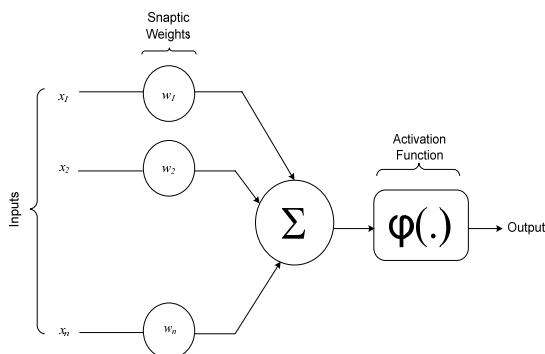 Snaptic
Weights
x1
w1
x2
w2
xn
wn
Inputs
Σ
Activation
Function
φ(.)
Output